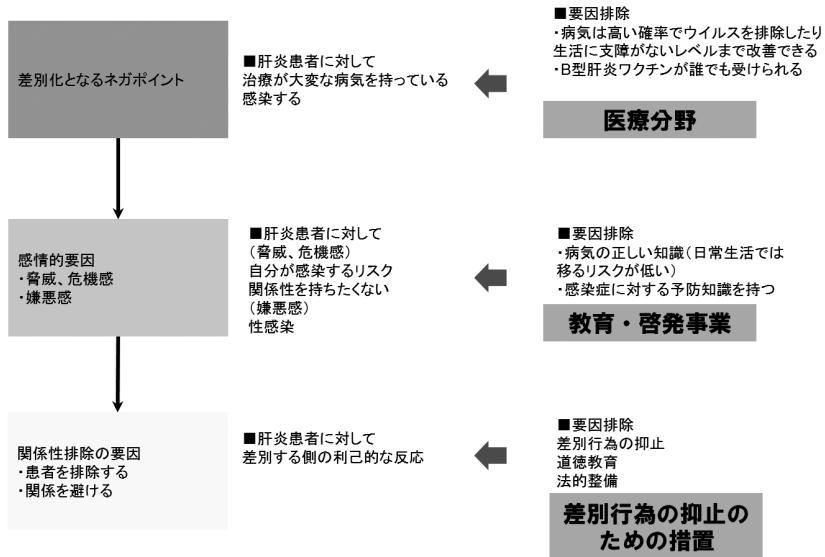 差別化となるネガポイント
■肝炎患者に対して
治療が大変な病気を持っている
感染する
■要因排除
・病気は高い確率でウイルスを排除したり
生活に支障がないレベルまで改善できる
・B型肝炎ワクチンが誰でも受けられる
医療分野
感情的要因
・脅威、危機感
・嫌悪感
■肝炎患者に対して
（脅威、危機感）
自分が感染するリスク
関係性を持ちたくない
（嫌悪感）
性感染
■要因排除
・病気の正しい知識（日常生活では
移るリスクが低い）
・感染症に対する予防知識を持つ
教育・啓発事業
関係性排除の要因
・患者を排除する
・関係を避ける
■肝炎患者に対して
差別する側の利己的な反応
■要因排除
差別行為の抑止
道徳教育
法的整備
差別行為の抑止の
ための措置